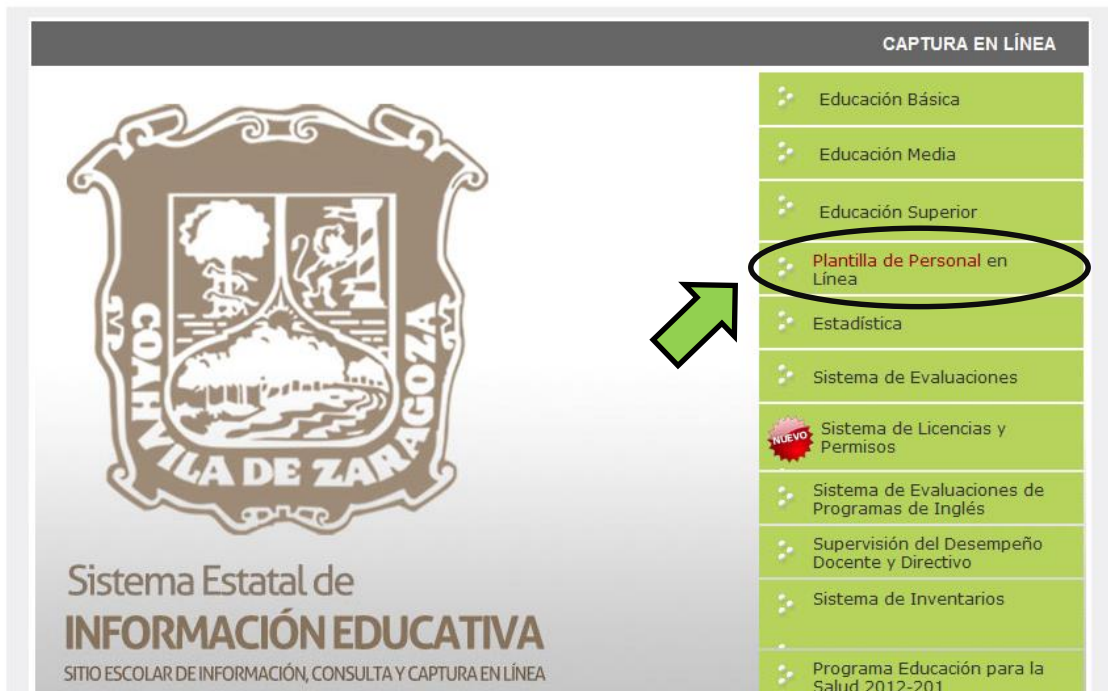 CAPTURA EN LÍNEA
Educación Básica
Educación Media
Educación Superior
Plantilla de Personal en
Línea
Estadística
Sistema de Evaluaciones
NUEVO
Sistema de Licencias y
Permisos
Sistema de Evaluaciones de
Programas de Inglés
Supervisión del Desempeño
Docente y Directivo
Sistema de Inventarios
Programa Educación para la
Salud 2012-201
COAHVILA DE ZARAGOZA
Sistema Estatal de
INFORMACIÓN EDUCATIVA
SITIO ESCOLAR DE INFORMACIÓN, CONSULTA Y CAPTURA EN LÍNEA